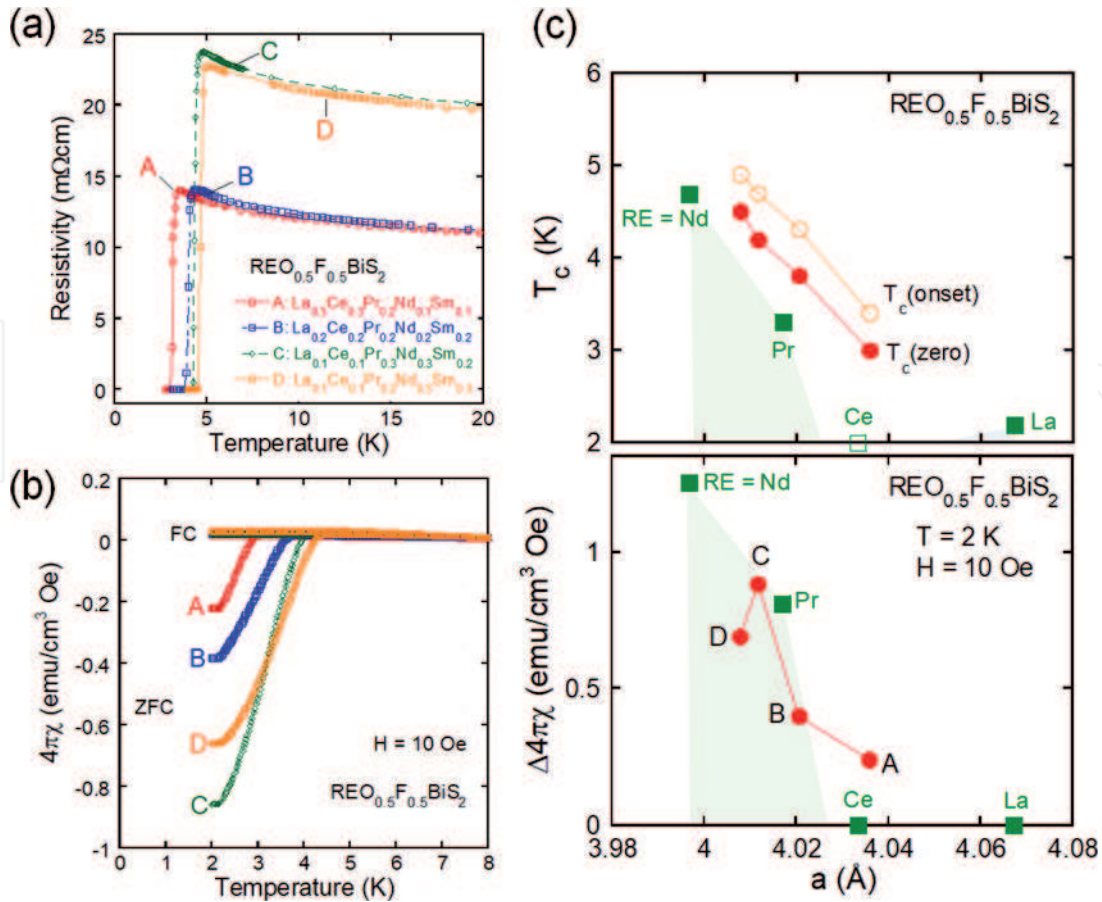 (a)
25
20
15
10
5
0
Resistivity (mΩcm)
C
D
A
B
REO0.5F0.5BiS2
A: La0.3Ce0.3Pr0.2Nd0.1Sm0.1
B: La0.2Ce0.2Pr0.2Nd0.2Sm0.2
C: La0.1Ce0.1Pr0.3Nd0.3Sm0.2
D: La0.1Ce0.1Pr0.2Nd0.3Sm0.3
0 5 10 15 20
Temperature (K)
(b)
0.2
0
-0.2
-0.4
-0.6
-0.8
-1
4πχ (emu/cm3 Oe)
FC
A
B
ZFC
D
C
H = 10 Oe
REO0.5F0.5BiS2
0 1 2 3 4 5 6 7 8
Temperature (K)
(c)
6
5
4
3
2
Tc (K)
REO0.5F0.5BiS2
RE = Nd
Tc(onset)
Pr
Tc(zero)
Ce
La
1
0.5
0
Δ4πχ (emu/cm3 Oe)
RE = Nd
REO0.5F0.5BiS2
T = 2 K
H = 10 Oe
C
Pr
D
B
A
Ce
La
3.98 4 4.02 4.04 4.06 4.08
a (Å)